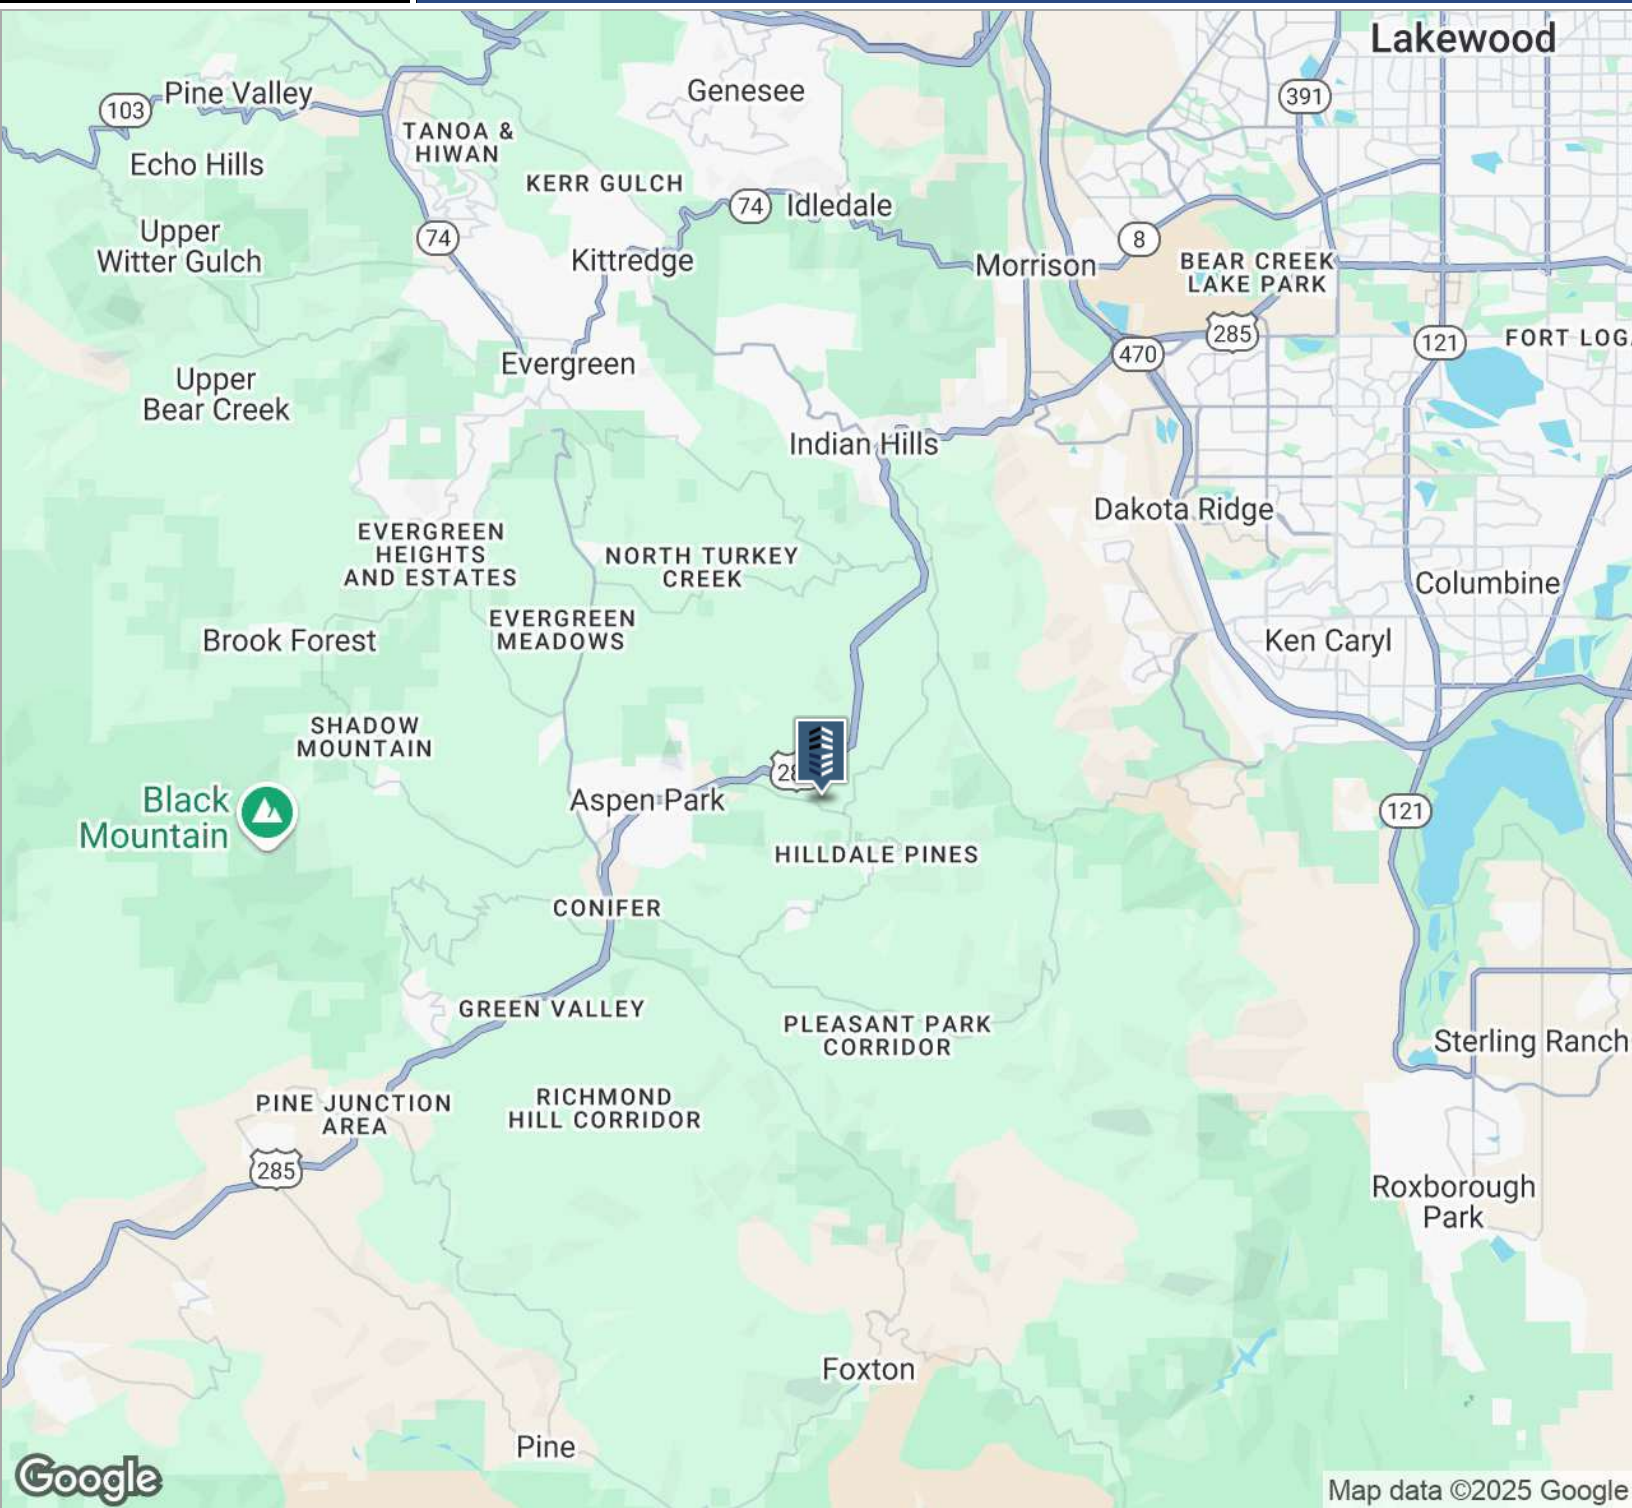 Lakewood
391
Genesee
Pine Valley
103
TANOA &
HIWAN
Echo Hills
KERR GULCH
74
Idledale
Upper
Witter Gulch
74
8
Kittredge
Morrison
BEAR CREEK
LAKE PARK
285
121
FORT LOG
470
Evergreen
Upper
Bear Creek
Indian Hills
Dakota Ridge
EVERGREEN
HEIGHTS
AND ESTATES
NORTH TURKEY
CREEK
Columbine
EVERGREEN
MEADOWS
Brook Forest
Ken Caryl
SHADOW
MOUNTAIN
28
Black
Mountain
Aspen Park
121
HILLDALE PINES
CONIFER
GREEN VALLEY
PLEASANT PARK
CORRIDOR
Sterling Ranch
PINE JUNCTION
AREA
RICHMOND
HILL CORRIDOR
285
Roxborough
Park
Foxton
Pine
Google
Map data ©2025 Google